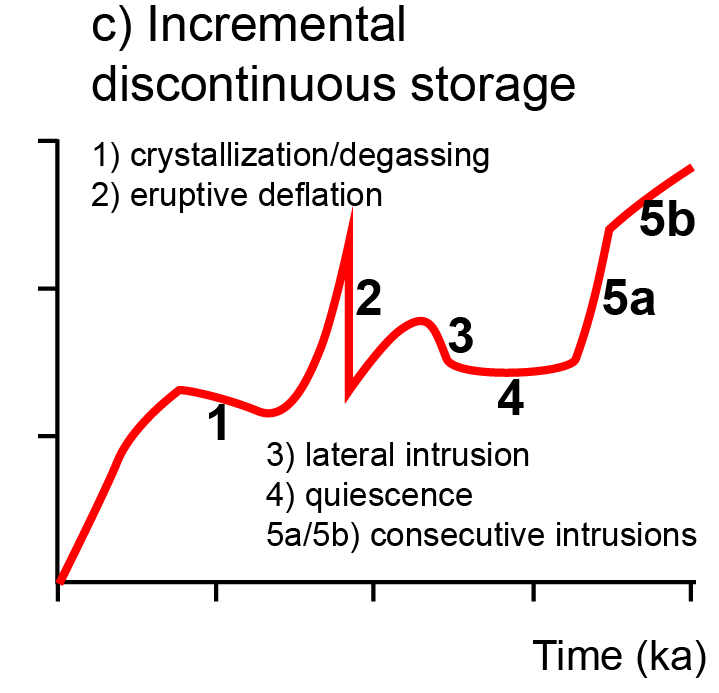 c) Incremental
discontinuous storage
1) crystallization/degassing
2) eruptive deflation
5b
2
5a
3
4
1
3) lateral intrusion
4) quiescence
5a/5b) consecutive intrusions
Time (ka)